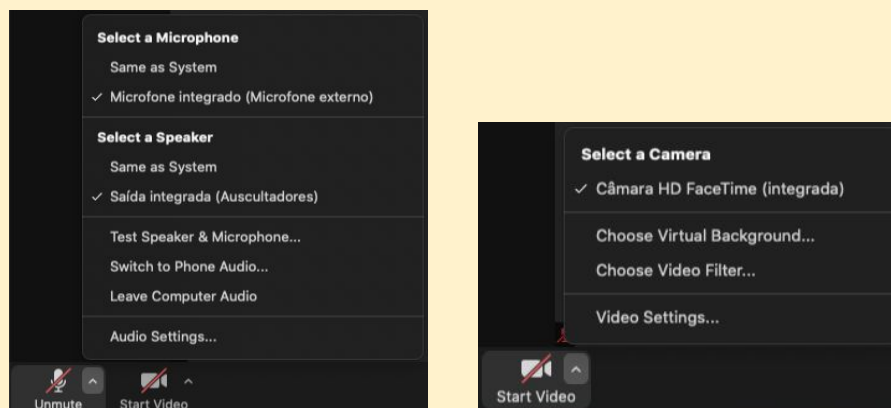 Select a Microphone
Same as System
✓ Microfone integrado (Microfone externo)
Select a Speaker
Same as System
✓ Saída integrada (Auscultadores)
Test Speaker & Microphone...
Switch to Phone Audio...
Leave Computer Audio
Audio Settings...
Unmute
Start Video
Select a Camera
✓ Câmara HD FaceTime (integrada)
Choose Virtual Background...
Choose Video Filter...
Video Settings...
Start Video